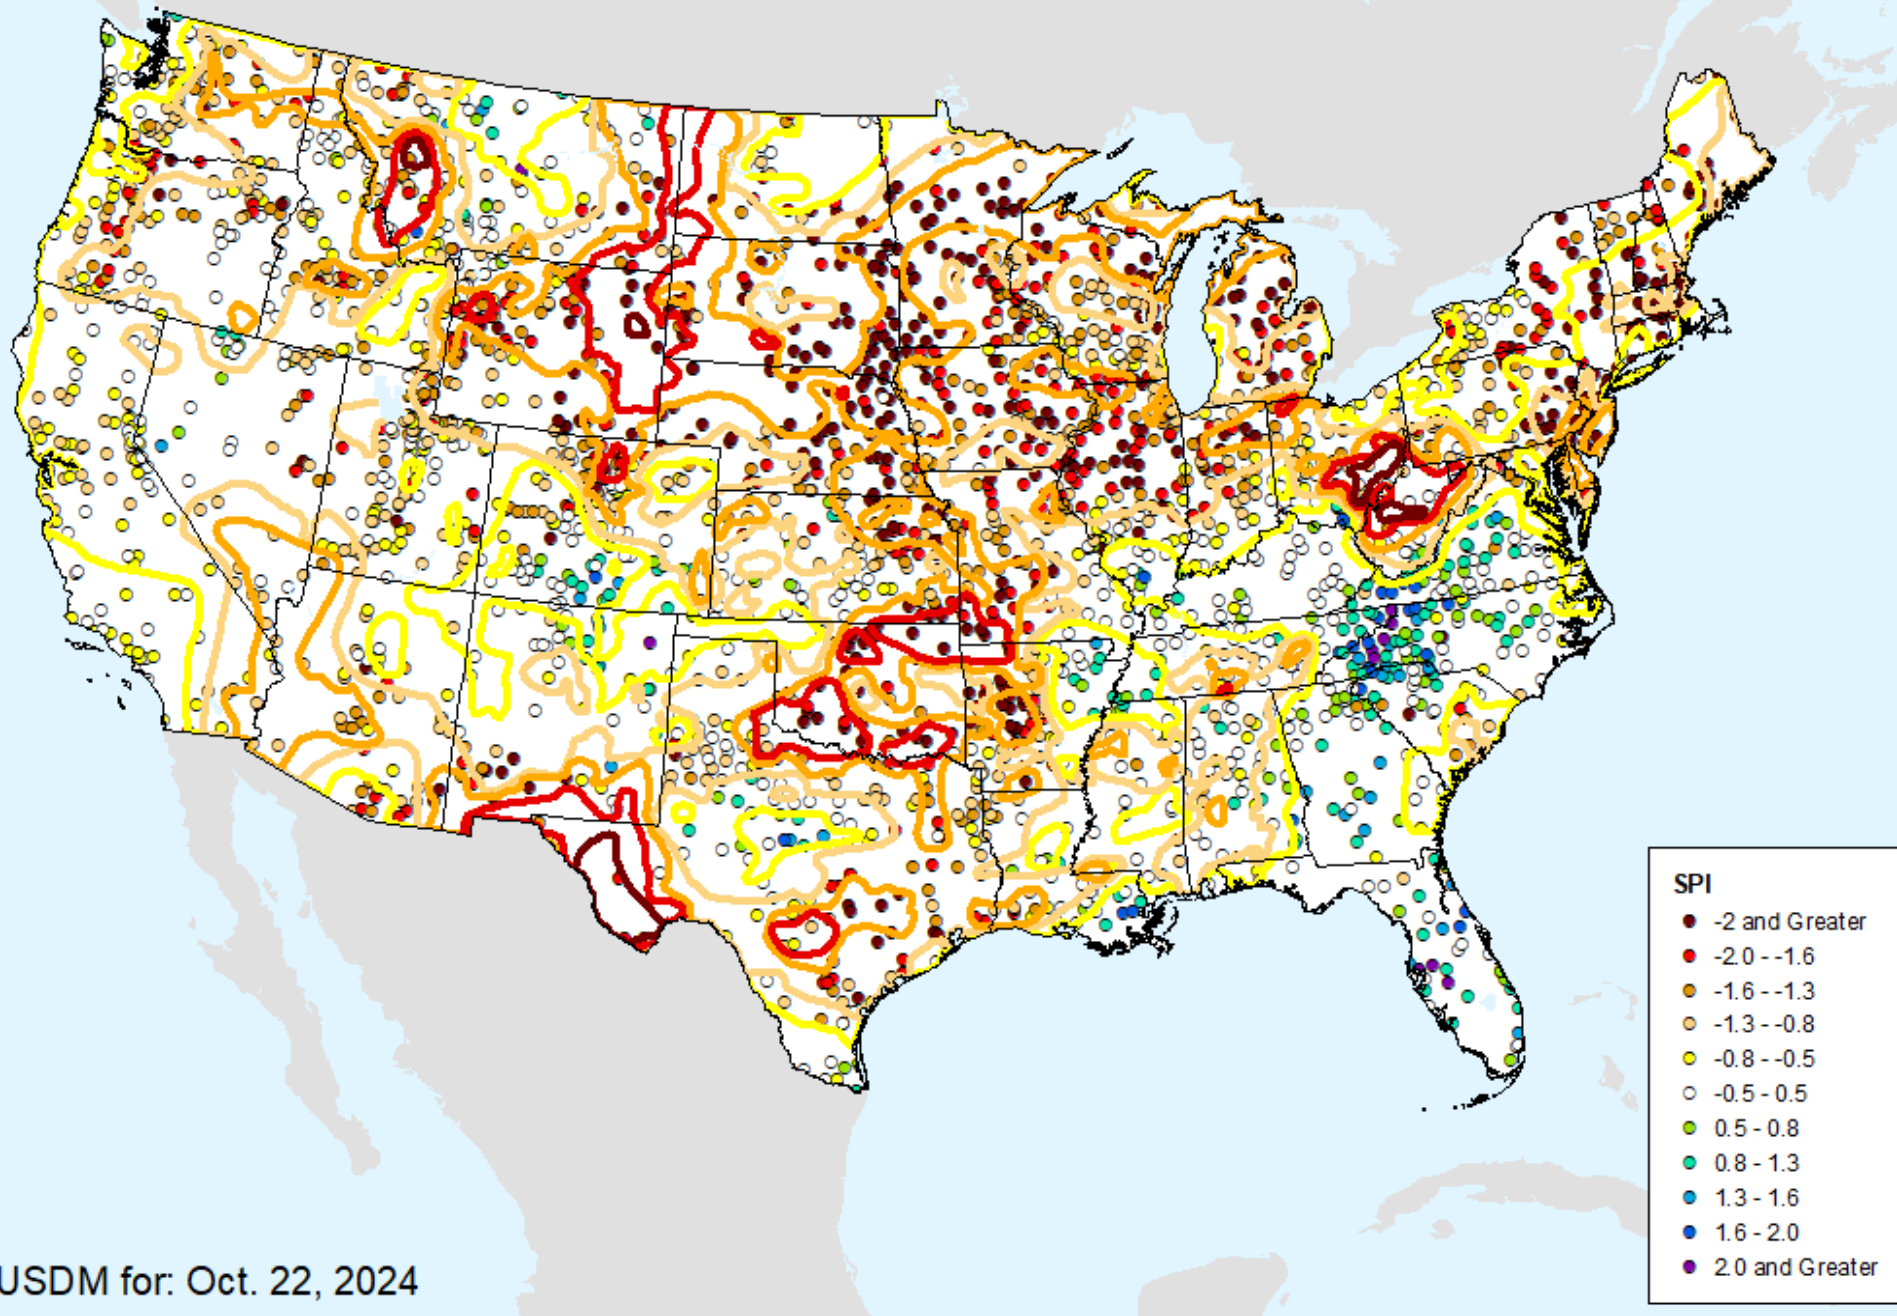 SPI
-2 and Greater
-2.0 - -1.6
-1.6 - -1.3
-1.3 - -0.8
-0.8 - -0.5
-0.5 - 0.5
0.5 - 0.8
0.8 - 1.3
1.3 - 1.6
1.6 - 2.0
2.0 and Greater
USDM for: Oct. 22, 2024